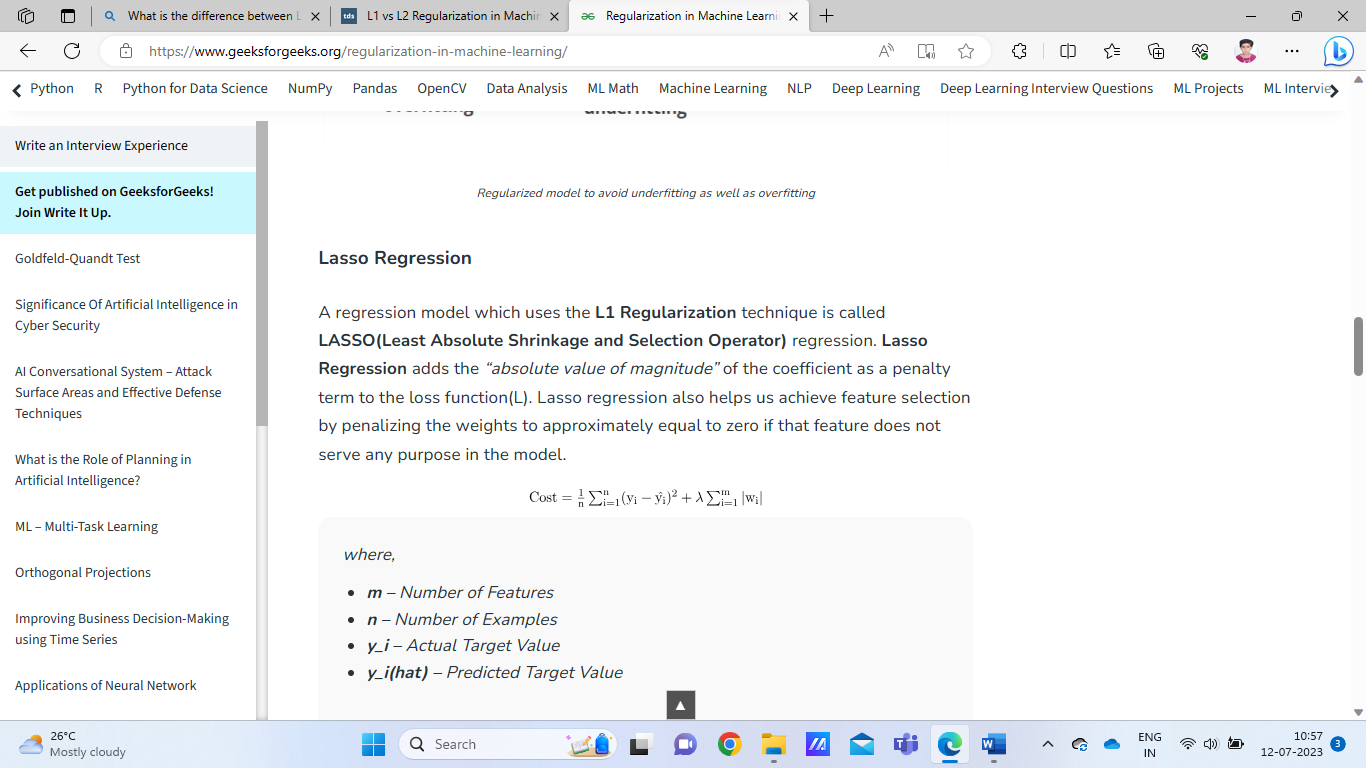 What is the difference between L
L1 vs L2 Regularization in Machin
Regularization in Machine Learni
https://www.geeksforgeeks.org/regularization-in-machine-learning/
Python R Python for Data Science NumPy Pandas OpenCV Data Analysis ML Math Machine Learning NLP Deep Learning Deep Learning Interview Questions ML Projects ML Intervie
Write an Interview Experience
Get published on GeeksforGeeks!
Join Write It Up.
Goldfeld-Quandt Test
Significance Of Artificial Intelligence in
Cyber Security
AI Conversational System – Attack
Surface Areas and Effective Defense
Techniques
What is the Role of Planning in
Artificial Intelligence?
ML – Multi-Task Learning
Orthogonal Projections
Improving Business Decision-Making
using Time Series
Applications of Neural Network
overfitting underfitting
Regularized model to avoid underfitting as well as overfitting
Lasso Regression
A regression model which uses the L1 Regularization technique is called
LASSO(Least Absolute Shrinkage and Selection Operator) regression. Lasso
Regression adds the “absolute value of magnitude” of the coefficient as a penalty
term to the loss function(L). Lasso regression also helps us achieve feature selection
by penalizing the weights to approximately equal to zero if that feature does not
serve any purpose in the model.
Cost = 1/n ∑_{i=1}^{n} (y_i − ŷ_i)² + λ ∑_{i=1}^{m} |w_i|
where,
• m – Number of Features
• n – Number of Examples
• y_i – Actual Target Value
• y_i(hat) – Predicted Target Value
26°C
Mostly cloudy
Search
ENG
IN
10:57
12-07-2023
3